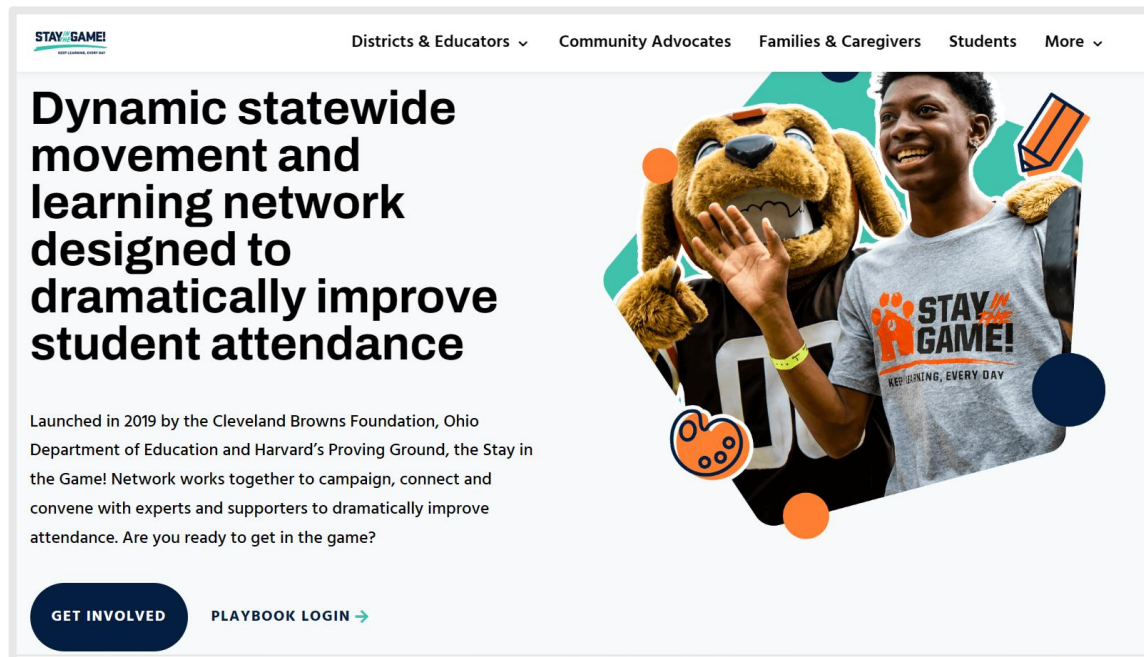 STAY IN THE GAME!
KEEP LEARNING, EVERY DAY
Districts & Educators
Community Advocates
Families & Caregivers
Students
More
Dynamic statewide
movement and
learning network
designed to
dramatically improve
student attendance
Launched in 2019 by the Cleveland Browns Foundation, Ohio
Department of Education and Harvard's Proving Ground, the Stay in
the Game! Network works together to campaign, connect and
convene with experts and supporters to dramatically improve
attendance. Are you ready to get in the game?
GET INVOLVED
PLAYBOOK LOGIN
STAY IN
THE
GAME!
KEEP LEARNING, EVERY DAY
00